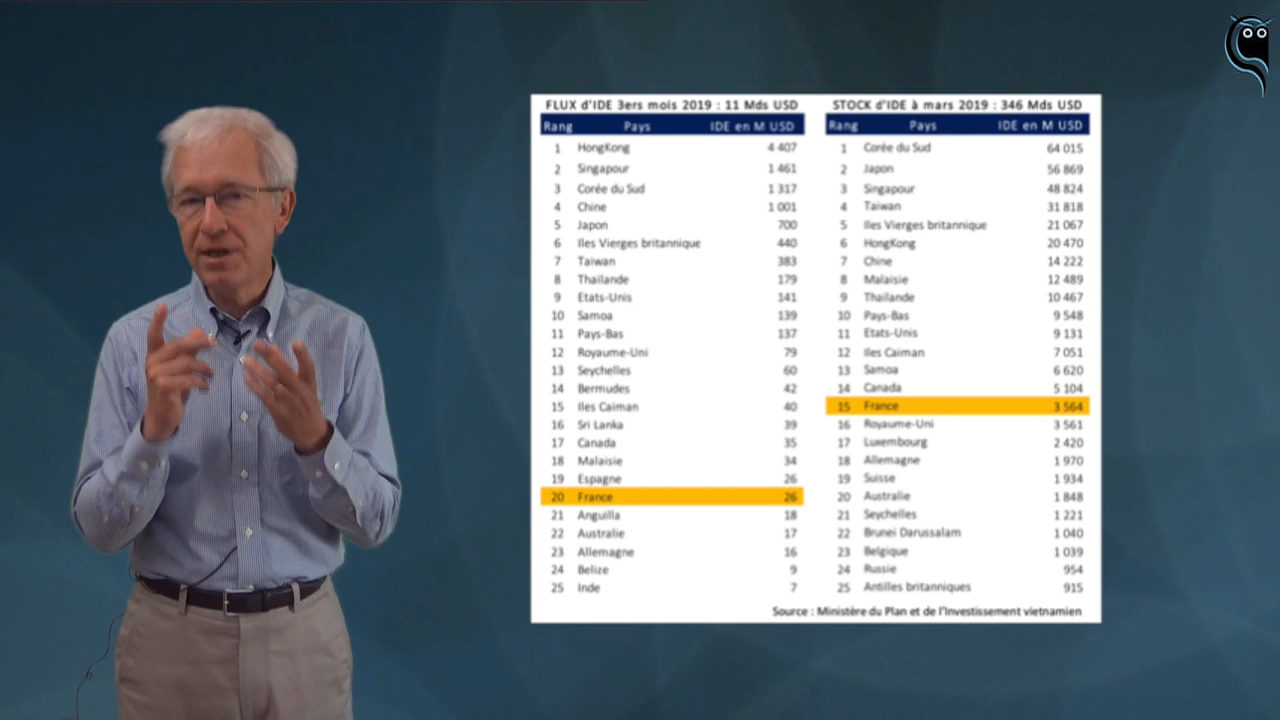 FLUX d'IDE 3ers mois 2019 : 11 Mds USD
Rang Pays IDE en M USD
1 HongKong 4 407
2 Singapour 1 461
3 Corée du Sud 1 317
4 Chine 1 001
5 Japon 700
6 Iles Vierges britannique 440
7 Taiwan 383
8 Thaïlande 179
9 Etats-Unis 141
10 Samoa 139
11 Pays-Bas 137
12 Royaume-Uni 79
13 Seychelles 60
14 Bermudes 42
15 Iles Caiman 40
16 Sri Lanka 39
17 Canada 35
18 Malaisie 34
19 Espagne 26
20 France 26
21 Anguilla 18
22 Australie 17
23 Allemagne 16
24 Belize 9
25 Inde 7
STOCK d'IDE à mars 2019 : 346 Mds USD
Rang Pays IDE en M USD
1 Corée du Sud 64 015
2 Japon 56 869
3 Singapour 48 824
4 Taiwan 31 818
5 Iles Vierges britannique 21 067
6 HongKong 20 470
7 Chine 14 222
8 Malaisie 12 489
9 Thaïlande 10 467
10 Pays-Bas 9 548
11 Etats-Unis 9 131
12 Iles Caiman 7 051
13 Samoa 6 620
14 Canada 5 104
15 France 3 564
16 Royaume-Uni 3 561
17 Luxembourg 2 420
18 Allemagne 1 970
19 Suisse 1 934
20 Australie 1 848
21 Seychelles 1 221
22 Brunei Darussalam 1 040
23 Belgique 1 039
24 Russie 954
25 Antilles britanniques 915
Source : Ministère du Plan et de l'Investissement vietnamien